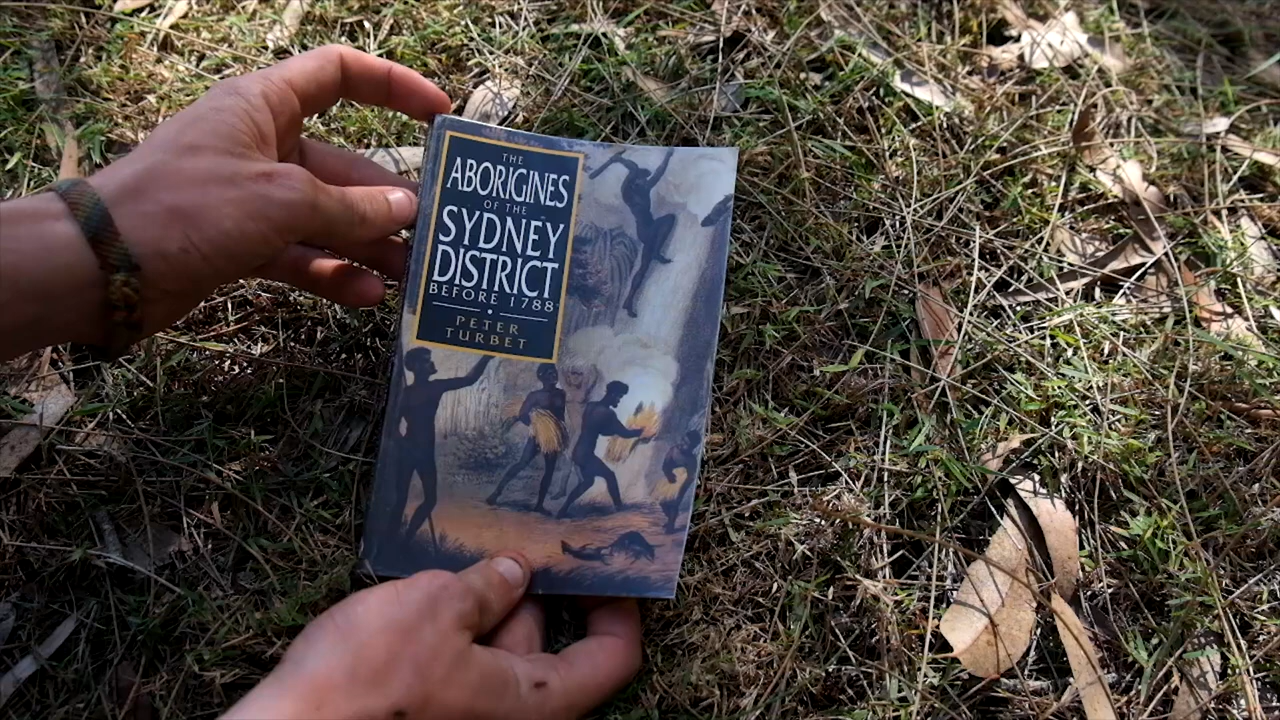 THE
ABORIGINES
OF THE
SYDNEY
DISTRICT
BEFORE 1788
PETER
TURBET